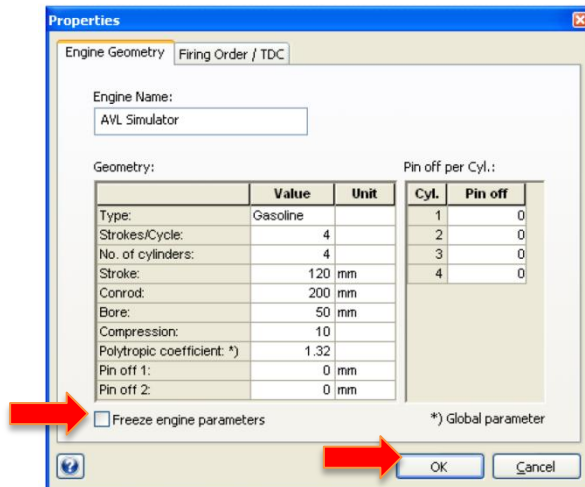 Properties
Engine Geometry Firing Order / TDC
Engine Name:
AVL Simulator
Geometry: Pin off per Cyl.:
Value Unit Cyl. Pin off
Type: Gasoline 1 0
Strokes/Cycle: 4 2 0
No. of cylinders: 4 3 0
Stroke: 120 mm 4 0
Conrod: 200 mm
Bore: 50 mm
Compression: 10
Polytropic coefficient: *) 1.32
Pin off 1: 0 mm
Pin off 2: 0 mm
Freeze engine parameters *) Global parameter
? OK Cancel